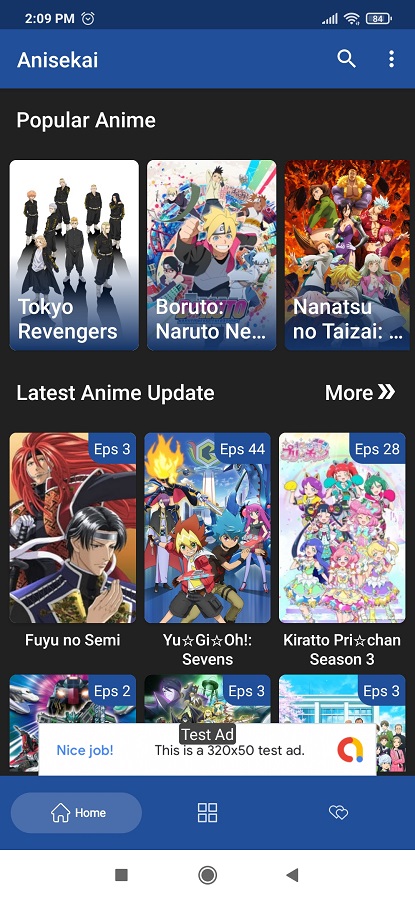 2:09 PM
84
Anisekai
Popular Anime
Tokyo
Revengers
Boruto:
Naruto Ne...
Nanatsu
no Taizai: ...
Latest Anime Update
More
Eps 3
Eps 44
Eps 28
Fuyu no Semi
Yu☆Gi☆Oh!:
Sevens
Kiratto Pri☆chan
Season 3
Eps 2
Eps 3
Eps 3
Test Ad
Nice job!
This is a 320x50 test ad.
Home